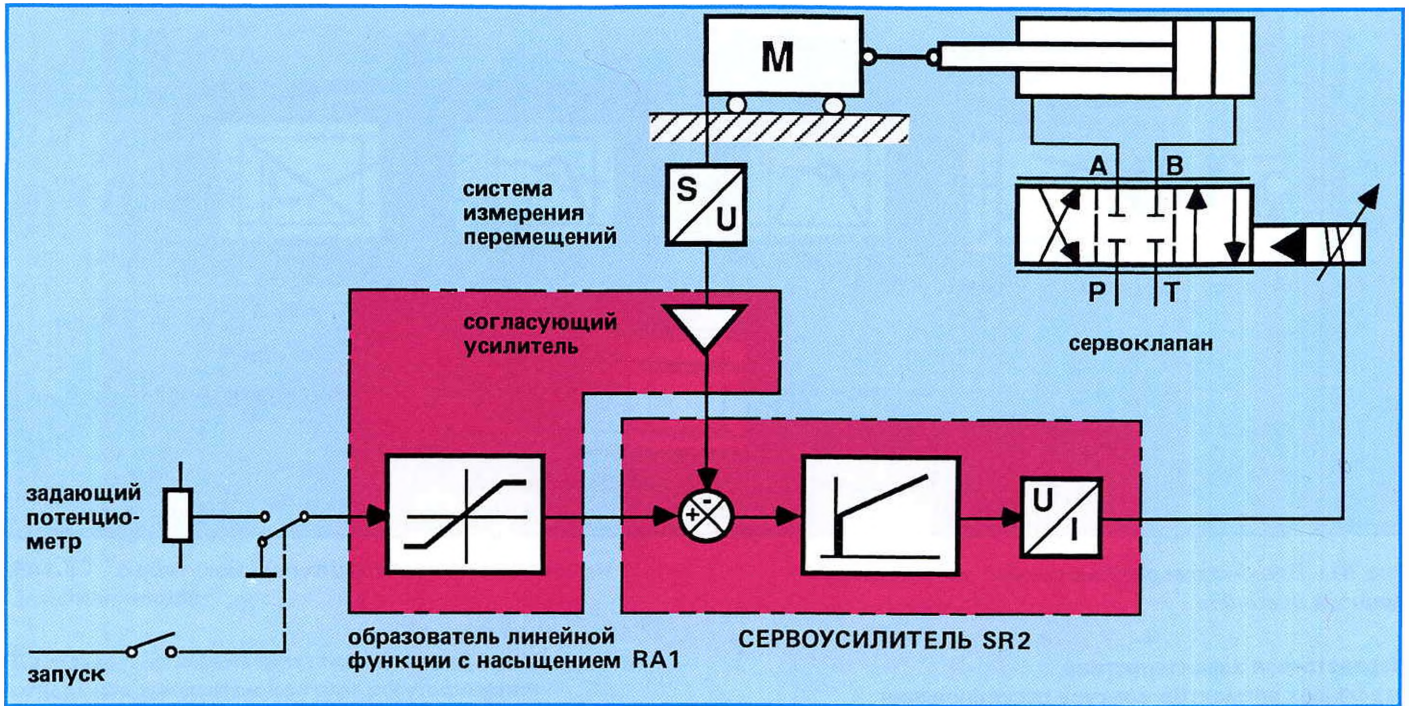 M
A B
S
U
система
измерения
перемещений
P T
сервоклапан
согласующий
усилитель
задающий
потенцио-
метр
+
-
U
I
образователь линейной
функции с насыщением RA1
СЕРВОУСИЛИТЕЛЬ SR2
запуск